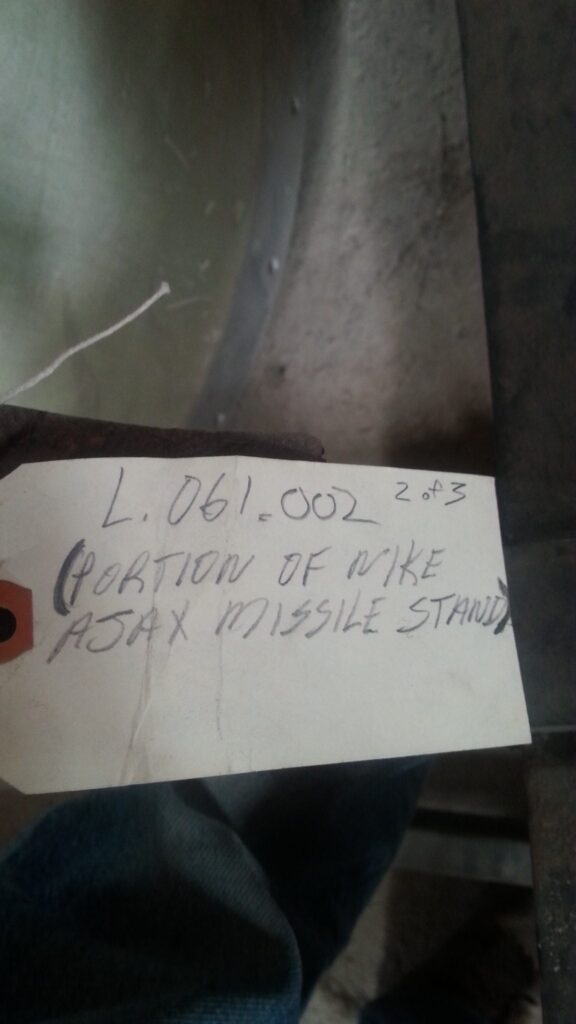 L.061.002 2 of 3
(PORTION OF NIKE
AJAX MISSILE STAND)